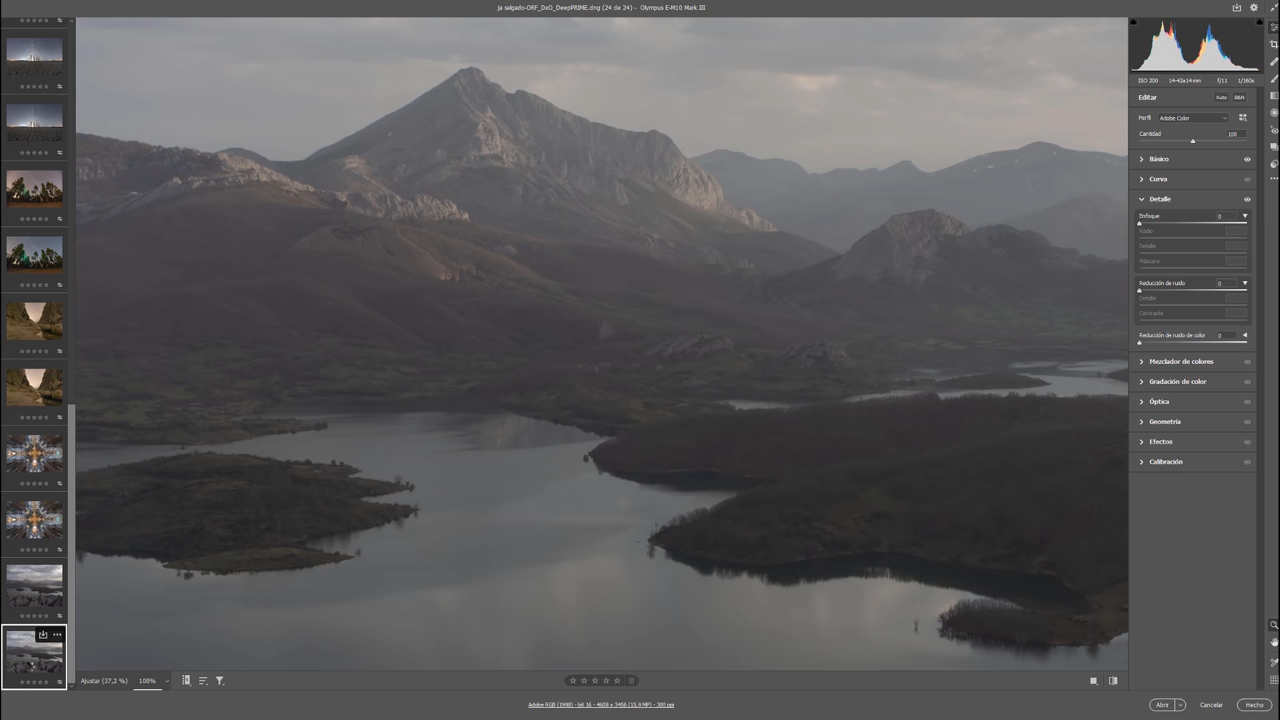 ja salgado-ORF_DxO_DeepPRIME.dng (24 de 24) - Olympus E-M10 Mark III
ISO 200 14-42@14 mm f/11 1/160s
Editar Auto B&N
Perfil Adobe Color
Cantidad 100
Básico
Curva
Detalle
Enfoque 0
Radio
Detalle
Máscara
Reducción de ruido 0
Detalle
Contraste
Reducción de ruido de color 0
Mezclador de colores
Gradación de color
Óptica
Geometría
Efectos
Calibración
Ajustar (37,2 %) 100%
Adobe RGB (1998) - bit 16 - 4608 x 3456 (15,9 MP) - 300 ppi
Abrir Cancelar Hecho